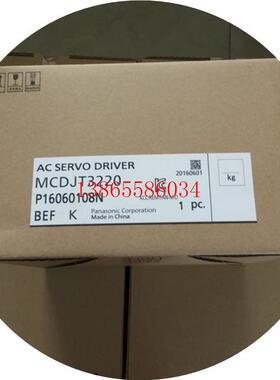 AC SERVO DRIVER
20160601
MCDJT3220
13865586034
P16060108N
1 pc.
BEF K
Panasonic Corporation
Made in China
kg